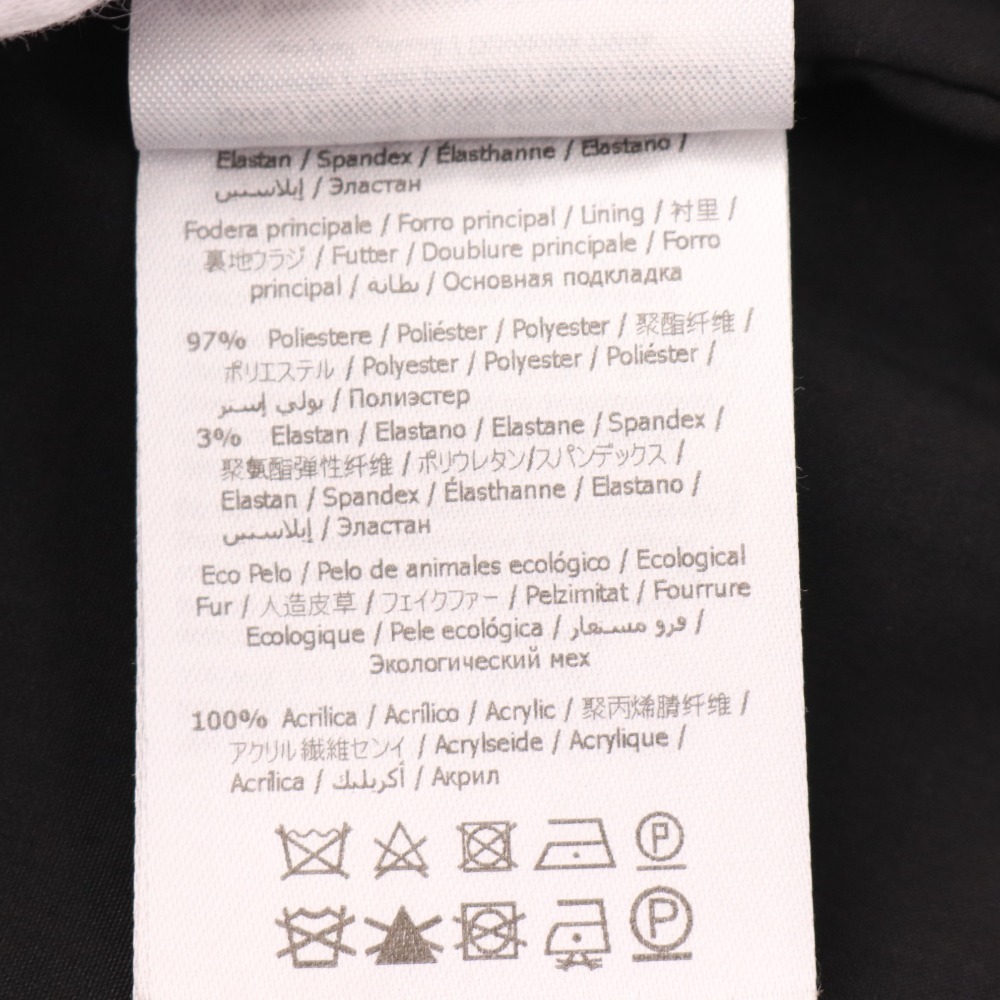 Elastan / Spandex / Élasthanne / Elastano /
إيلاسيس / Эластан
Fodera principale / Forro principal / Lining / 衬里 /
裏地ウラジ / Futter / Doublure principale / Forro
principal / بطانه / Основная подкладка
97% Poliestere / Poliéster / Polyester / 聚酯纤维 /
ポリエステル / Polyester / Polyester / Poliéster /
بولي إستر / Полиэстер
3% Elastan / Elastano / Elastane / Spandex /
聚氨酯弹性纤维 / ポリウレタン/スパンデックス /
Elastan / Spandex / Élasthanne / Elastano /
إيلاسيس / Эластан
Eco Pelo / Pelo de animales ecológico / Ecological
Fur / 人造皮草 / フェイクファー / Pelzimitat / Fourrure
Ecologique / Pele ecológica / فرو مستعار /
Экологический мех
100% Acrilica / Acrílico / Acrylic / 聚丙烯腈纤维 /
アクリル繊維センイ / Acrylseide / Acrylique /
Acrílica / أكريليك / Акрил
P
P